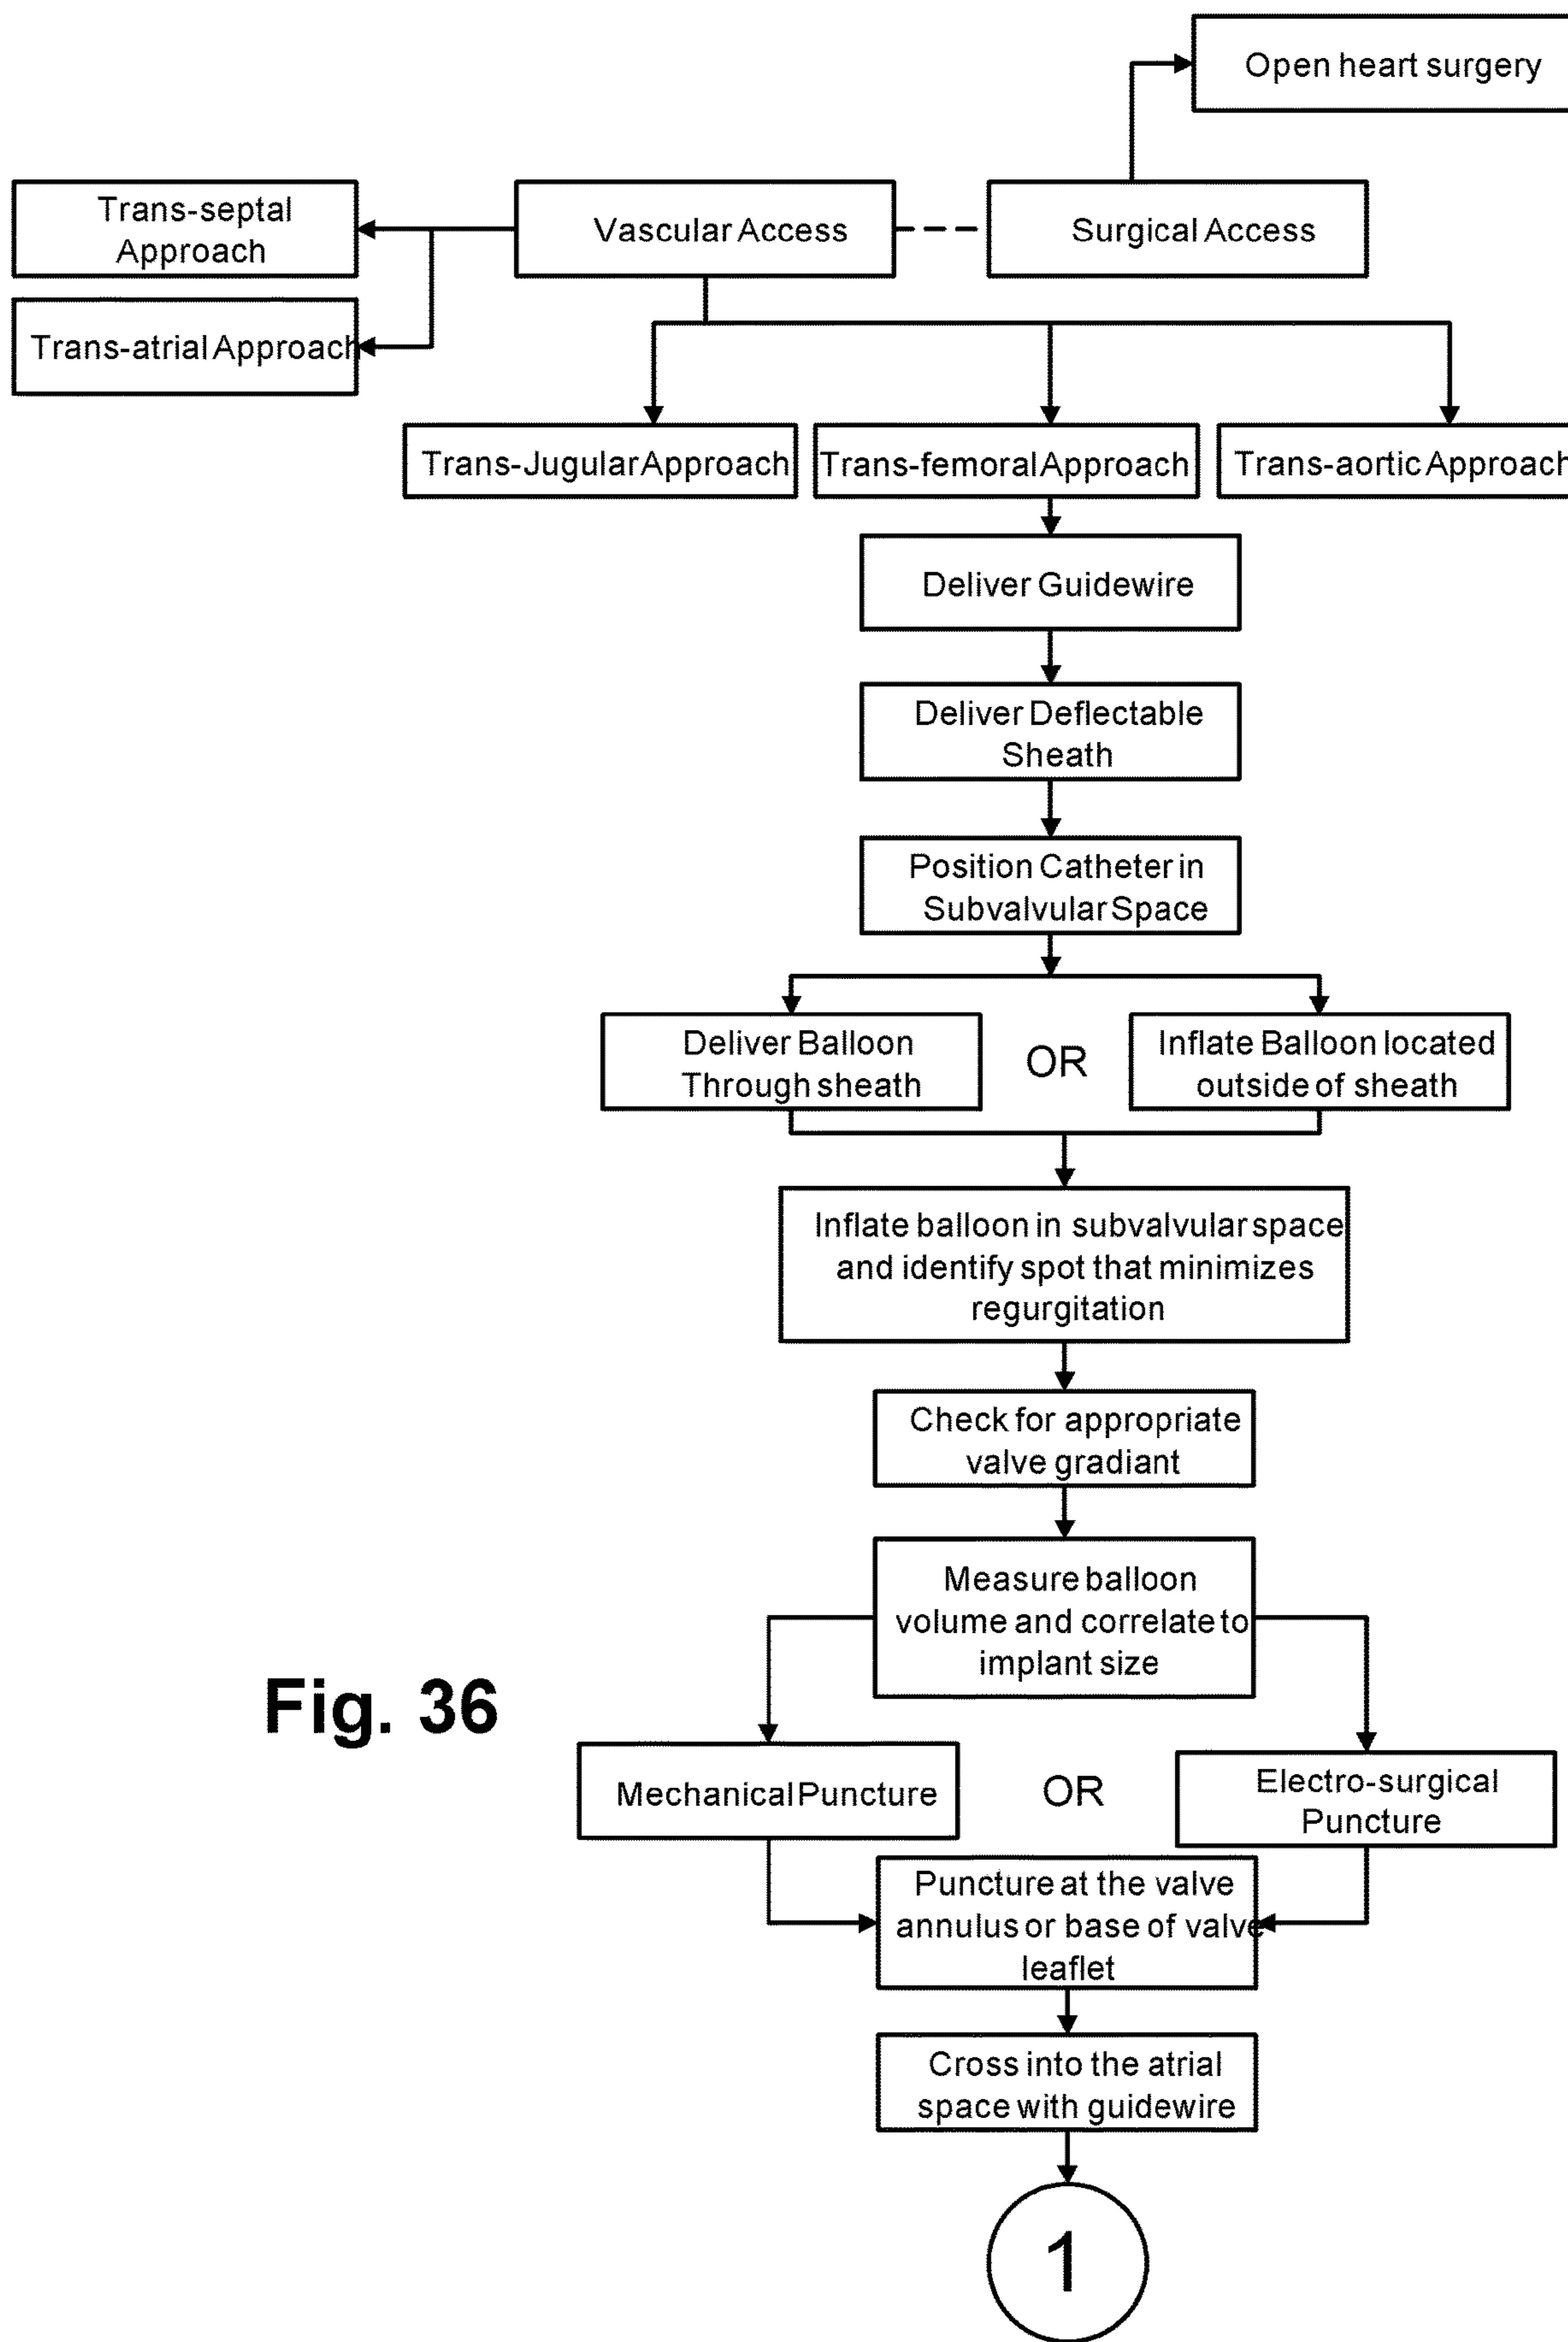 Open heart surgery
Trans-septal
Approach
Vascular Access
Surgical Access
Trans-atrial Approach
Trans-Jugular Approach
Trans-femoral Approach
Trans-aortic Approach
Deliver Guidewire
Deliver Deflectable
Sheath
Position Catheter in
Subvalvular Space
Deliver Balloon
Through sheath
OR
Inflate Balloon located
outside of sheath
Inflate balloon in subvalvular space
and identify spot that minimizes
regurgitation
Check for appropriate
valve gradiant
Measure balloon
volume and correlate to
implant size
Fig. 36
Mechanical Puncture
OR
Electro-surgical
Puncture
Puncture at the valve
annulus or base of valve
leaflet
Cross into the atrial
space with guidewire
1